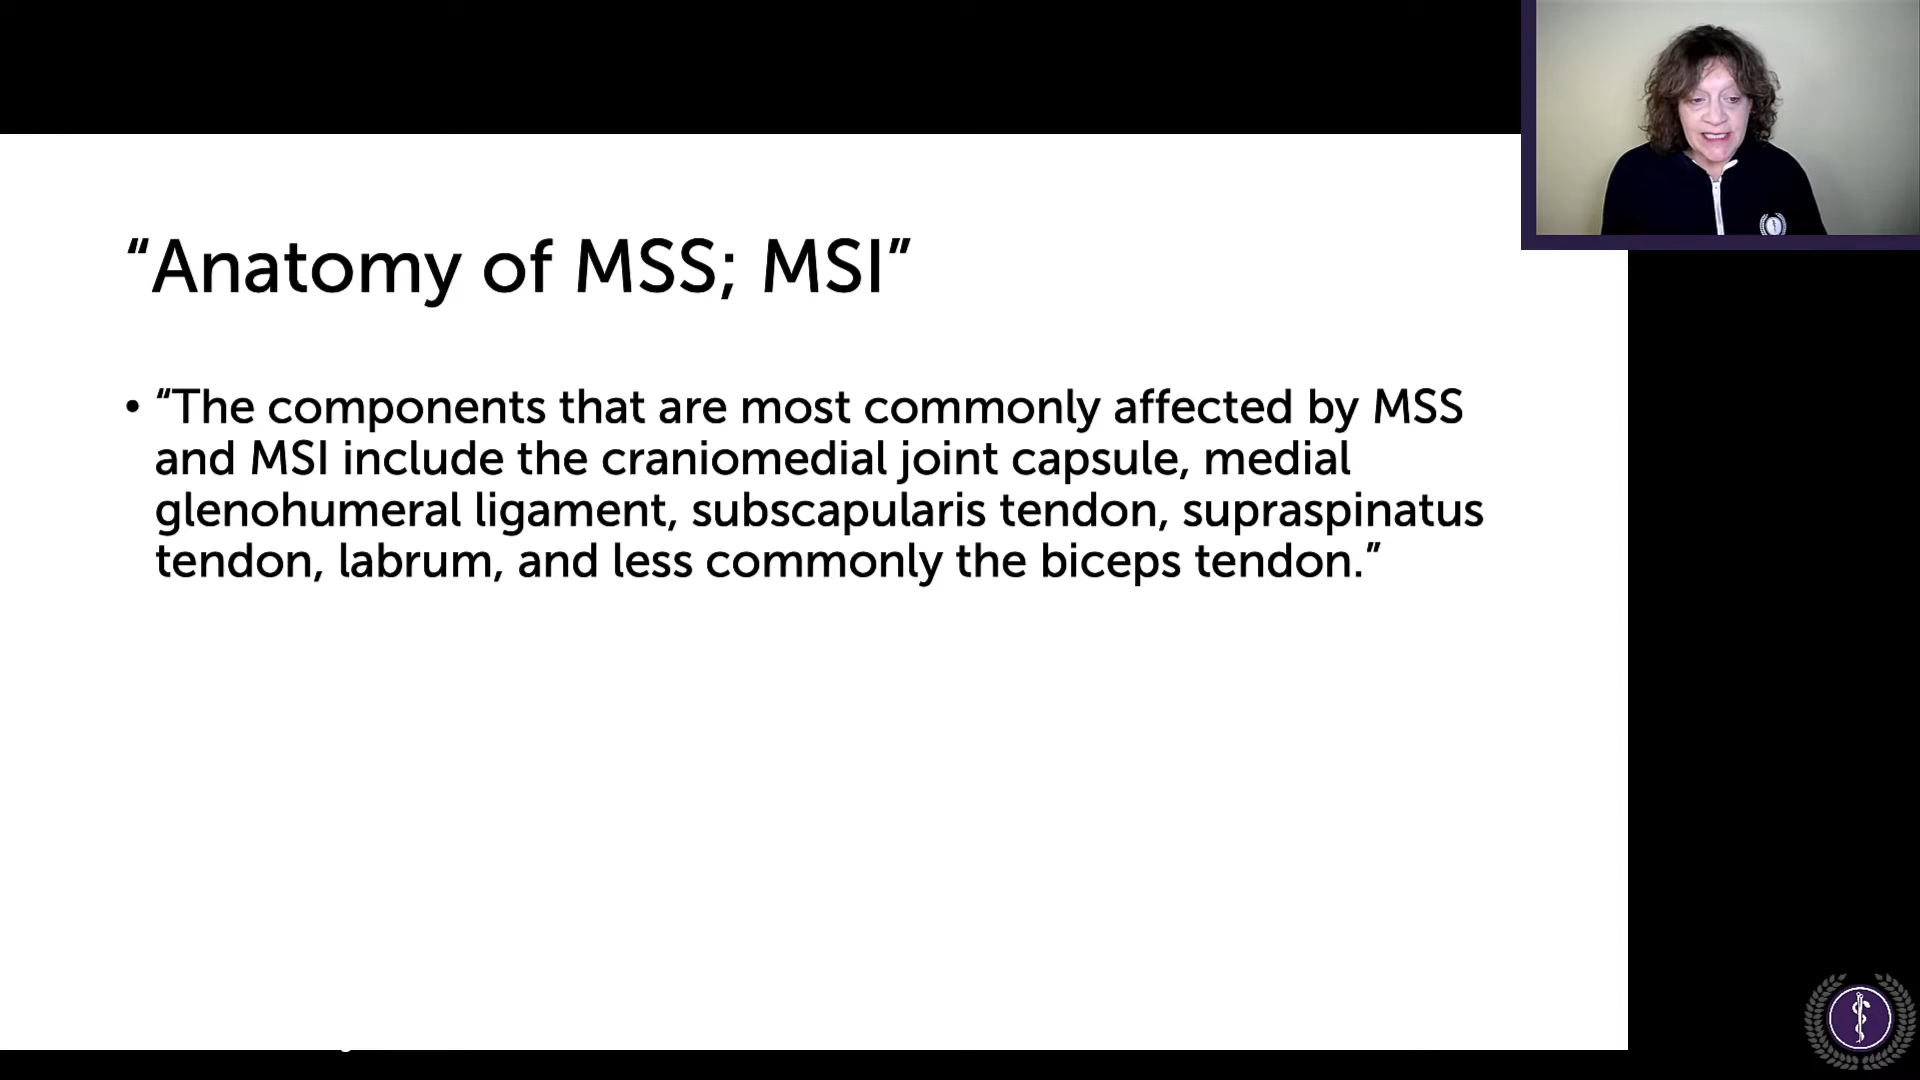 “Anatomy of MSS; MSI”
• “The components that are most commonly affected by MSS
and MSI include the craniomedial joint capsule, medial
glenohumeral ligament, subscapularis tendon, supraspinatus
tendon, labrum, and less commonly the biceps tendon.”